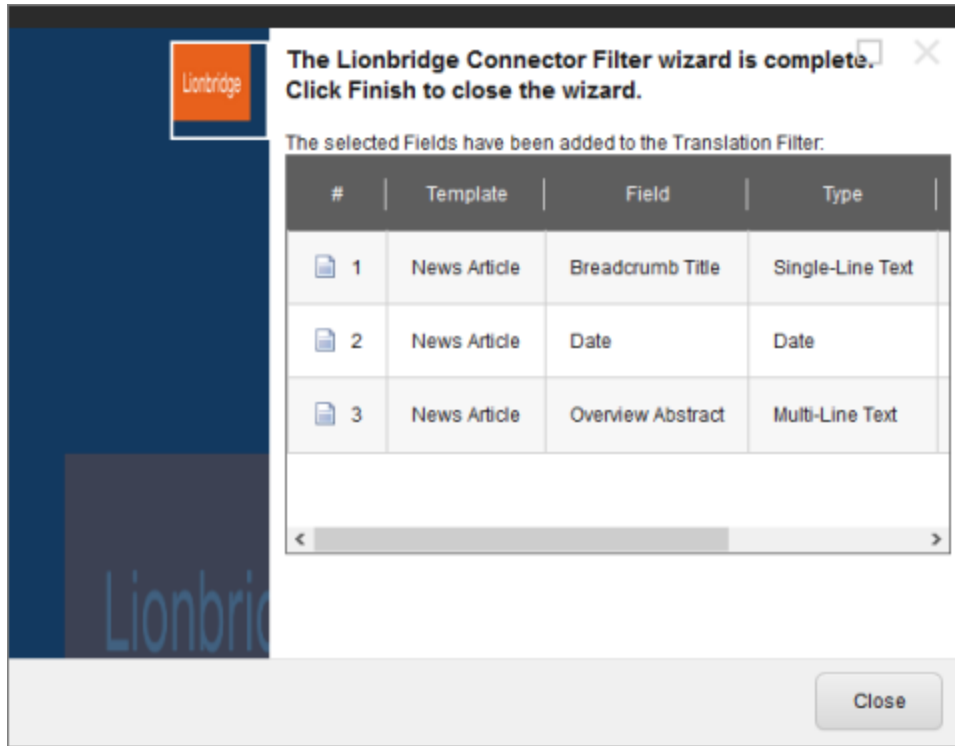 Lionbridge
The Lionbridge Connector Filter wizard is complete.
Click Finish to close the wizard.
The selected Fields have been added to the Translation Filter:
# Template Field Type
1 News Article Breadcrumb Title Single-Line Text
2 News Article Date Date
3 News Article Overview Abstract Multi-Line Text
Lionbridg
Close